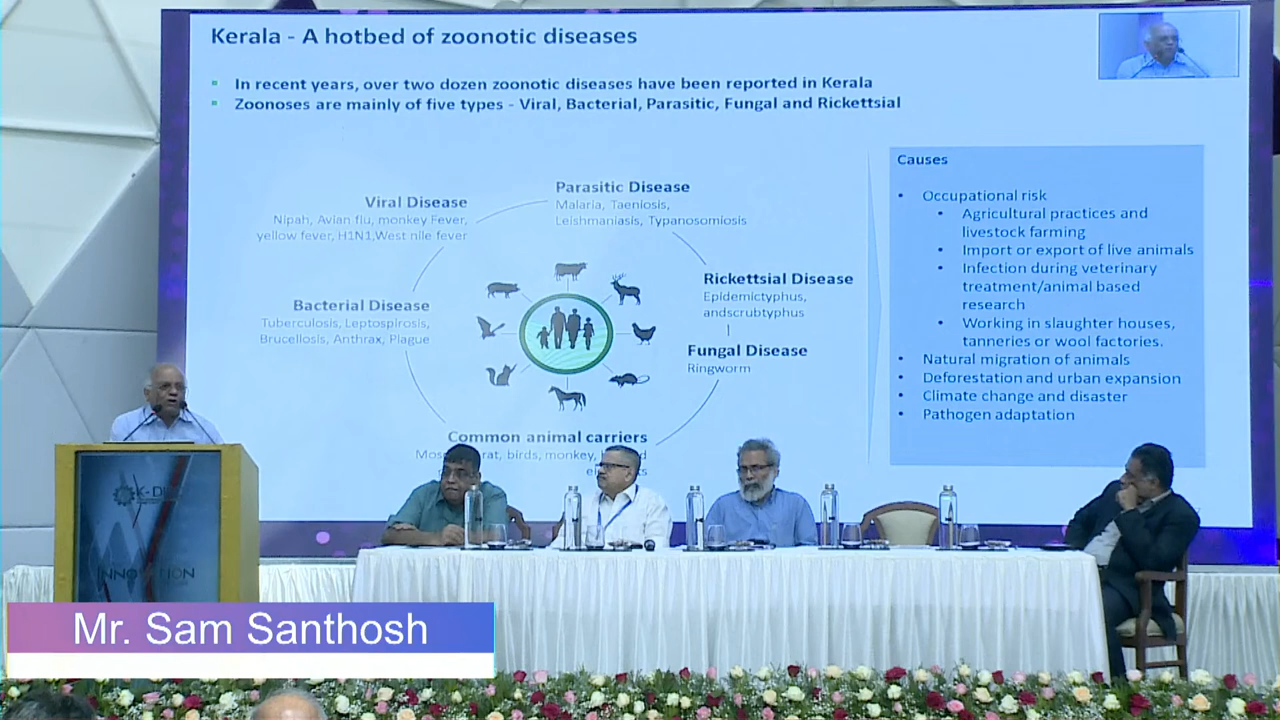 Kerala - A hotbed of zoonotic diseases
In recent years, over two dozen zoonotic diseases have been reported in Kerala
Zoonoses are mainly of five types - Viral, Bacterial, Parasitic, Fungal and Rickettsial
Parasitic Disease
Malaria, Taeniosis,
Leishmaniasis, Typanosomiosis
Viral Disease
Nipah, Avian flu, monkey Fever,
yellow fever, H1N1,West nile fever
Rickettsial Disease
Epidemictyphus,
andscrubtyphus
Bacterial Disease
Tuberculosis, Leptospirosis,
Brucellosis, Anthrax, Plague
Fungal Disease
Ringworm
Common animal carriers
rat, birds, monkey,
Causes
• Occupational risk
• Agricultural practices and
livestock farming
• Import or export of live animals
• Infection during veterinary
treatment/animal based
research
• Working in slaughter houses,
tanneries or wool factories.
• Natural migration of animals
• Deforestation and urban expansion
• Climate change and disaster
• Pathogen adaptation
Mr. Sam Santhosh